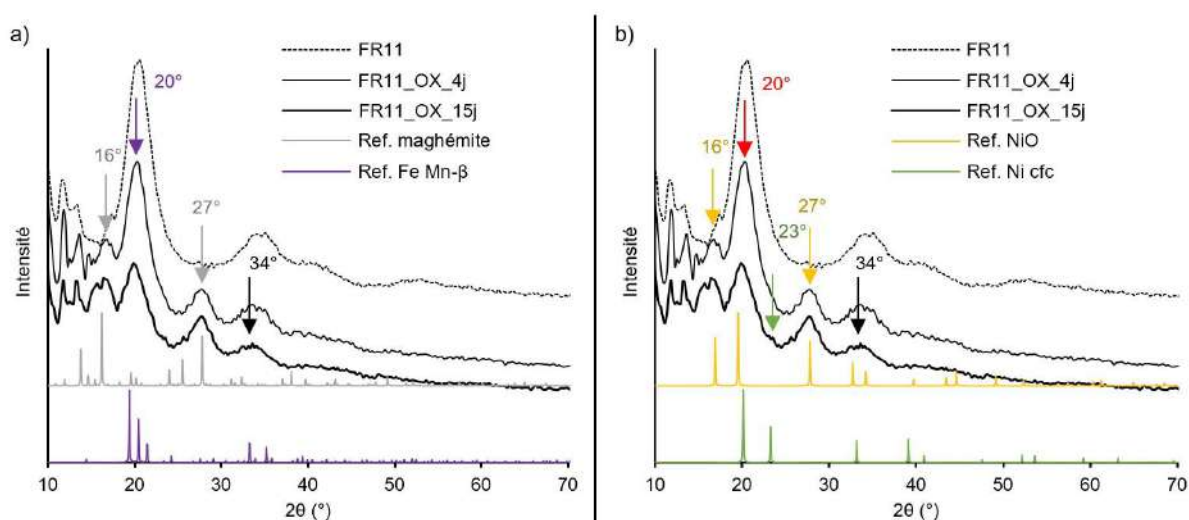 a)
Intensité
FR11
FR11_OX_4j
FR11_OX_15j
Ref. maghémite
Ref. Fe Mn-β
16°
20°
27°
34°
10 20 30 40 50 60 70
2θ (°)
b)
Intensité
FR11
FR11_OX_4j
FR11_OX_15j
Ref. NiO
Ref. Ni cfc
16°
20°
23°
27°
34°
10 20 30 40 50 60 70
2θ (°)